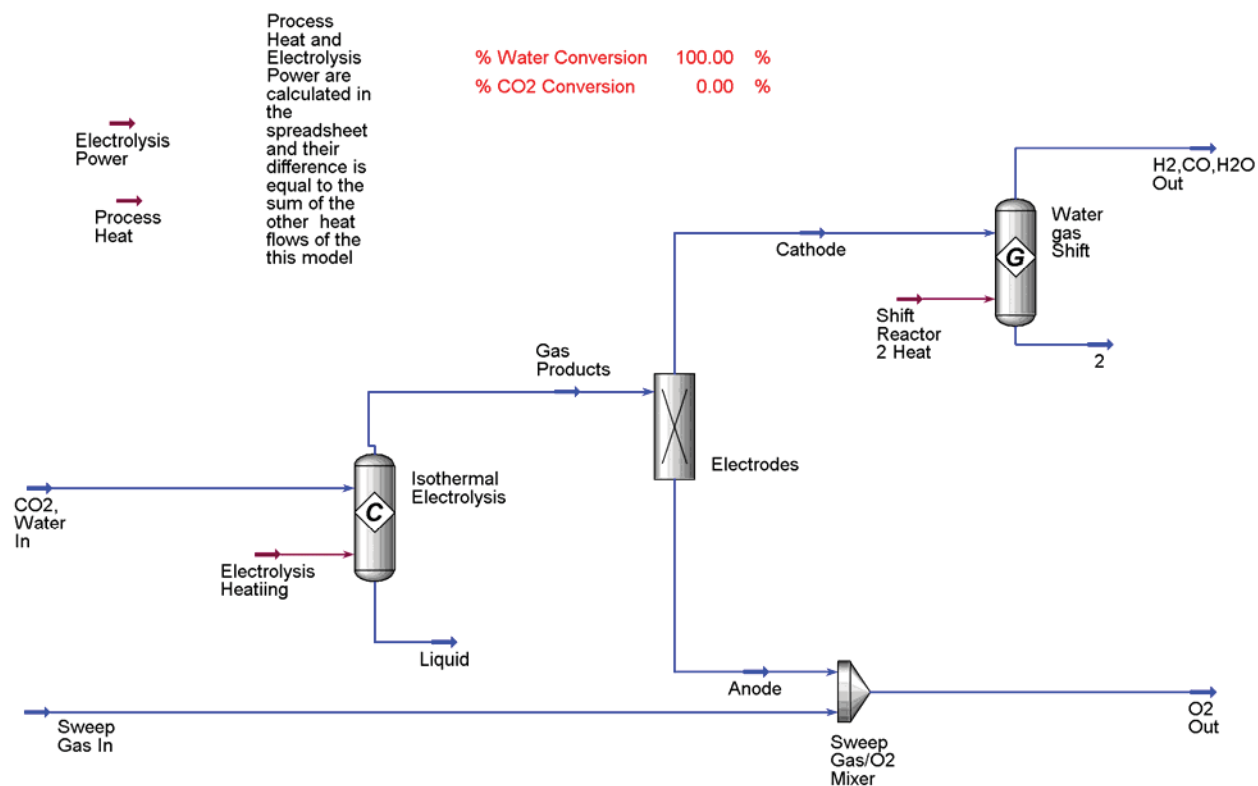 Process
Heat and
Electrolysis
Power are
calculated in
the
spreadsheet
and their
difference is
equal to the
sum of the
other heat
flows of the
this model
% Water Conversion 100.00 %
% CO2 Conversion 0.00 %
Electrolysis
Power
Process
Heat
H2,CO,H2O
Out
Water
gas
Shift
G
Cathode
Shift
Reactor
2 Heat
2
Gas
Products
Electrodes
Isothermal
Electrolysis
C
CO2,
Water
In
Electrolysis
Heatiing
Liquid
Anode
Sweep
Gas In
Sweep
Gas/O2
Mixer
O2
Out